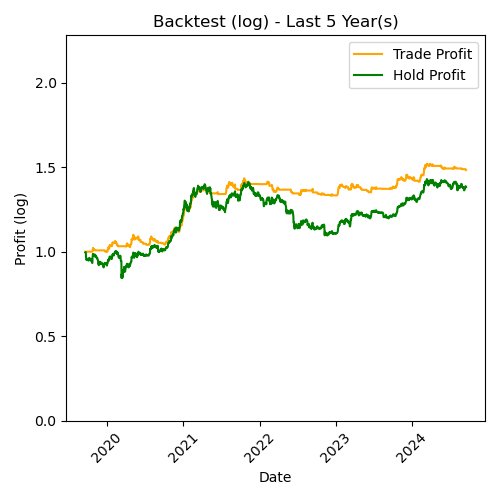 Backtest (log) - Last 5 Year(s)
Trade Profit
Hold Profit
Profit (log)
2.0
1.5
1.0
0.5
0.0
2020
2021
2022
2023
2024
Date